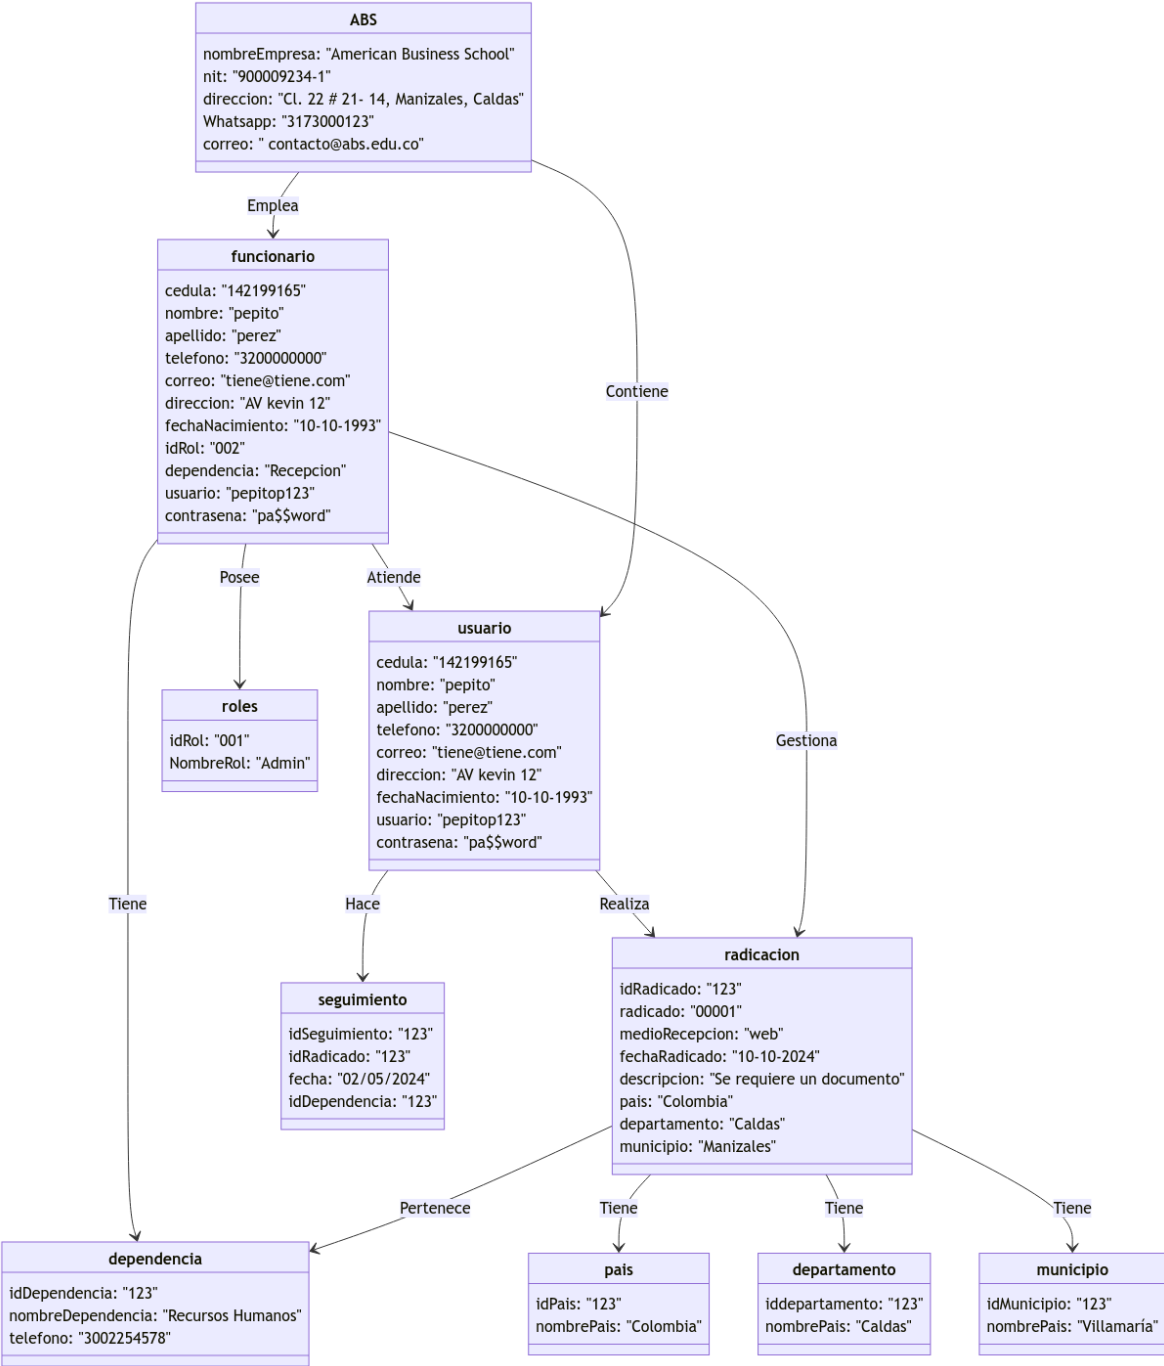 ABS
nombreEmpresa: "American Business School"
nit: "900009234-1"
direccion: "Cl. 22 # 21- 14, Manizales, Caldas"
Whatsapp: "3173000123"
correo: " contacto@abs.edu.co"
Emplea
Contiene
funcionario
cedula: "142199165"
nombre: "pepito"
apellido: "perez"
telefono: "3200000000"
correo: "tiene@tiene.com"
direccion: "AV kevin 12"
fechaNacimiento: "10-10-1993"
idRol: "002"
dependencia: "Recepcion"
usuario: "pepitop123"
contrasena: "pa$$word"
Posee
Atiende
usuario
cedula: "142199165"
nombre: "pepito"
apellido: "perez"
telefono: "3200000000"
correo: "tiene@tiene.com"
direccion: "AV kevin 12"
fechaNacimiento: "10-10-1993"
usuario: "pepitop123"
contrasena: "pa$$word"
roles
idRol: "001"
NombreRol: "Admin"
Gestiona
Tiene
Hace
Realiza
seguimiento
idSeguimiento: "123"
idRadicado: "123"
fecha: "02/05/2024"
idDependencia: "123"
radicacion
idRadicado: "123"
radicado: "00001"
medioRecepcion: "web"
fechaRadicado: "10-10-2024"
descripcion: "Se requiere un documento"
pais: "Colombia"
departamento: "Caldas"
municipio: "Manizales"
Pertenece
Tiene
Tiene
Tiene
dependencia
idDependencia: "123"
nombreDependencia: "Recursos Humanos"
telefono: "3002254578"
pais
idPais: "123"
nombrePais: "Colombia"
departamento
iddepartamento: "123"
nombrePais: "Caldas"
municipio
idMunicipio: "123"
nombrePais: "Villamaría"